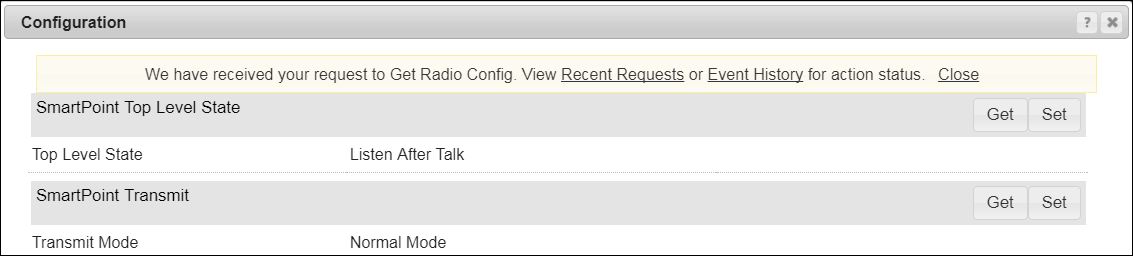 Configuration
We have received your request to Get Radio Config. View Recent Requests or Event History for action status. Close
SmartPoint Top Level State Get Set
Top Level State Listen After Talk
SmartPoint Transmit Get Set
Transmit Mode Normal Mode